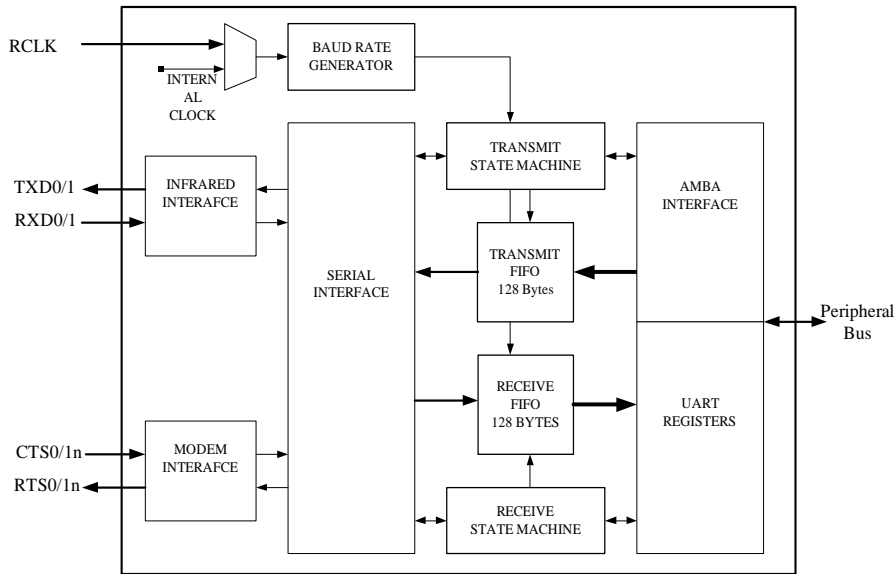 RCLK
INTERN
AL
CLOCK
BAUD RATE
GENERATOR
TRANSMIT
STATE MACHINE
AMBA
INTERFACE
TXD0/1
RXD0/1
INFRARED
INTERAFCE
SERIAL
INTERFACE
TRANSMIT
FIFO
128 Bytes
Peripheral
Bus
RECEIVE
FIFO
128 BYTES
UART
REGISTERS
CTS0/1n
RTS0/1n
MODEM
INTERAFCE
RECEIVE
STATE MACHINE